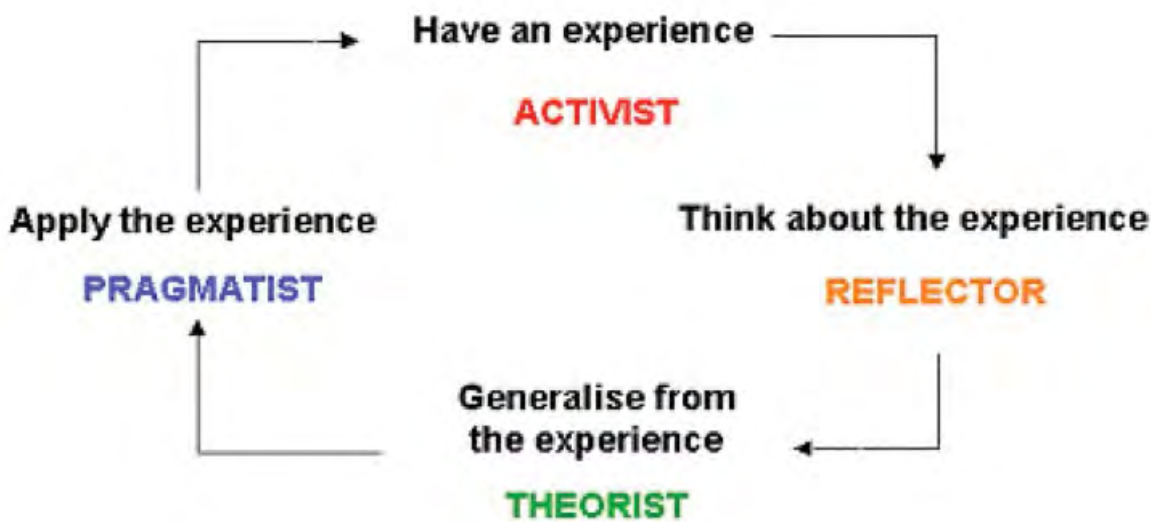 Have an experience
ACTIVIST
Think about the experience
REFLECTOR
Generalise from
the experience
THEORIST
Apply the experience
PRAGMATIST